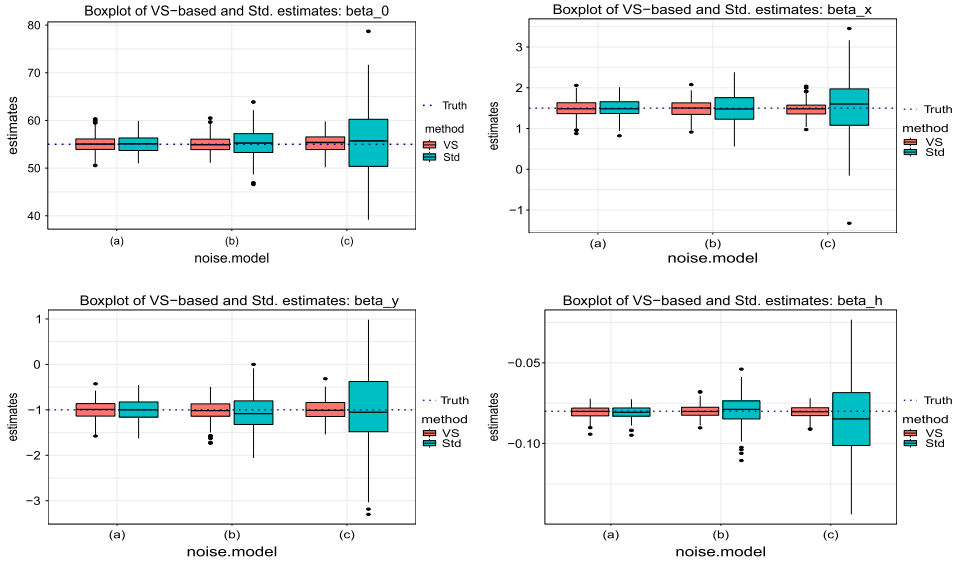 Boxplot of VS−based and Std. estimates: beta_0
estimates
80
70
60
50
40
(a) (b) (c)
noise.model
Truth
method
VS
Std
Boxplot of VS−based and Std. estimates: beta_x
estimates
3
2
1
0
−1
(a) (b) (c)
noise.model
Truth
method
VS
Std
Boxplot of VS−based and Std. estimates: beta_y
estimates
1
0
−1
−2
−3
(a) (b) (c)
noise.model
Truth
method
VS
Std
Boxplot of VS−based and Std. estimates: beta_h
estimates
−0.05
−0.10
(a) (b) (c)
noise.model
Truth
method
VS
Std